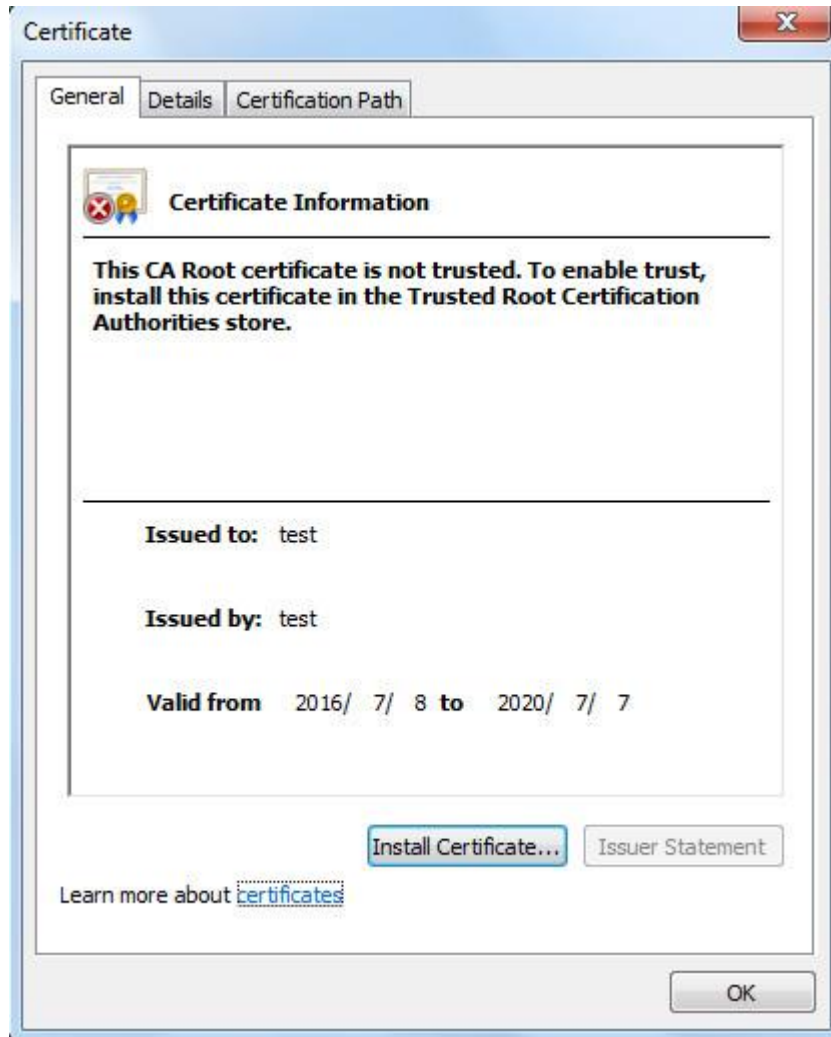 Certificate
General Details Certification Path
Certificate Information
This CA Root certificate is not trusted. To enable trust,
install this certificate in the Trusted Root Certification
Authorities store.
Issued to: test
Issued by: test
Valid from 2016/ 7/ 8 to 2020/ 7/ 7
Install Certificate... Issuer Statement
Learn more about certificates
OK